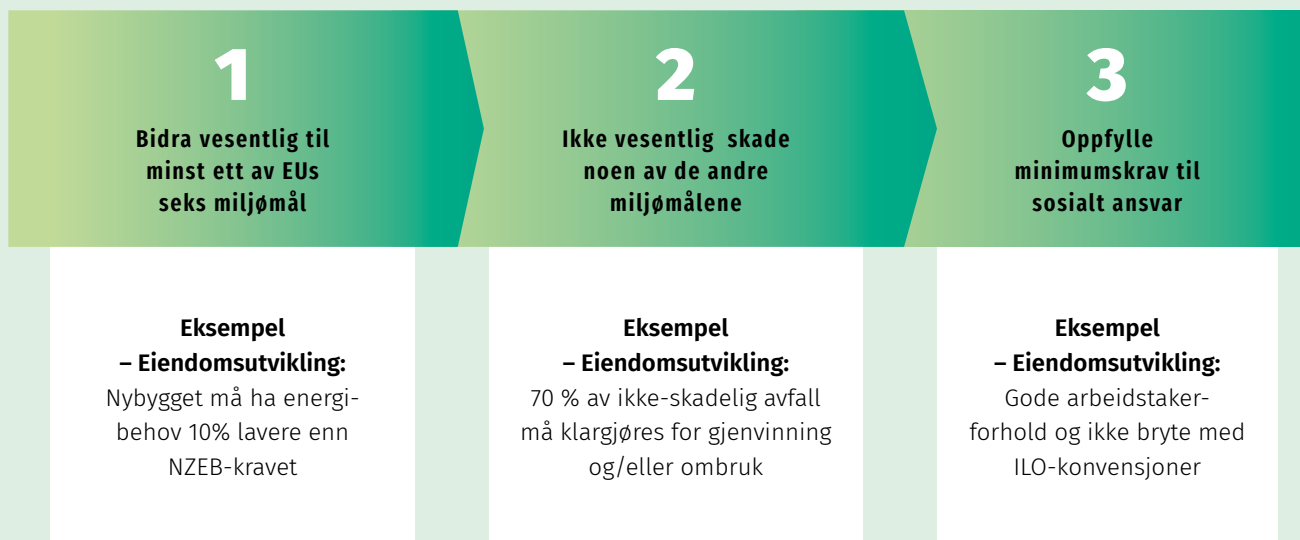 1
Bidra vesentlig til
minst ett av EUs
seks miljømål
Eksempel
– Eiendomsutvikling:
Nybygget må ha energi-
behov 10% lavere enn
NZEB-kravet
2
Ikke vesentlig skade
noen av de andre
miljømålene
Eksempel
– Eiendomsutvikling:
70 % av ikke-skadelig avfall
må klargjøres for gjenvinning
og/eller ombruk
3
Oppfylle
minimumskrav til
sosialt ansvar
Eksempel
– Eiendomsutvikling:
Gode arbeidstaker-
forhold og ikke bryte med
ILO-konvensjoner